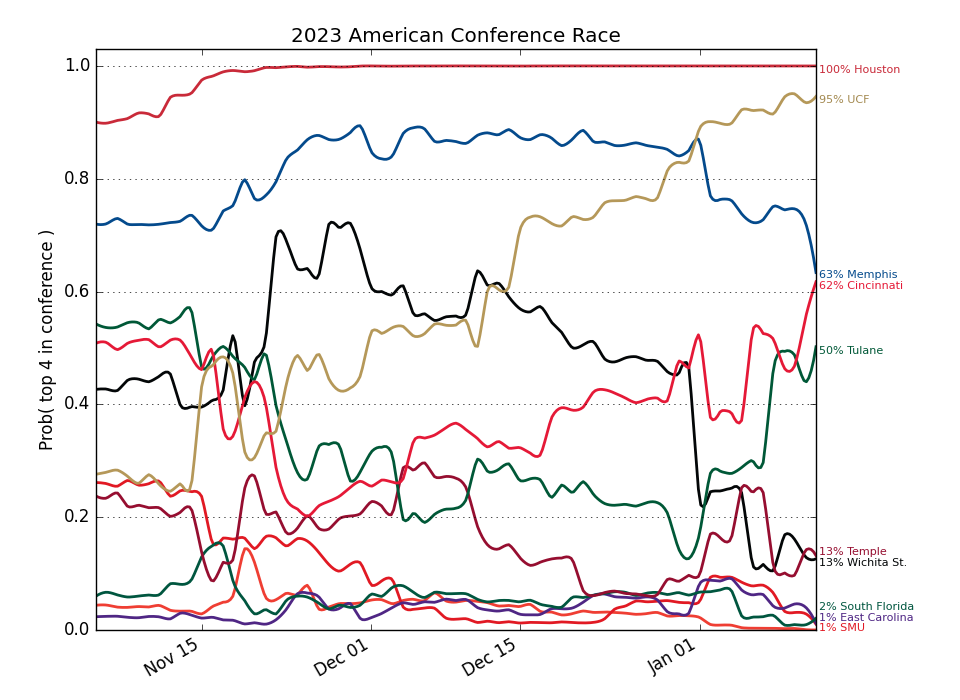 2023 American Conference Race
Prob( top 4 in conference )
1.0
0.8
0.6
0.4
0.2
0.0
Nov 15
Dec 01
Dec 15
Jan 01
100% Houston
95% UCF
63% Memphis
62% Cincinnati
50% Tulane
13% Temple
13% Wichita St.
2% South Florida
1% East Carolina
1% SMU